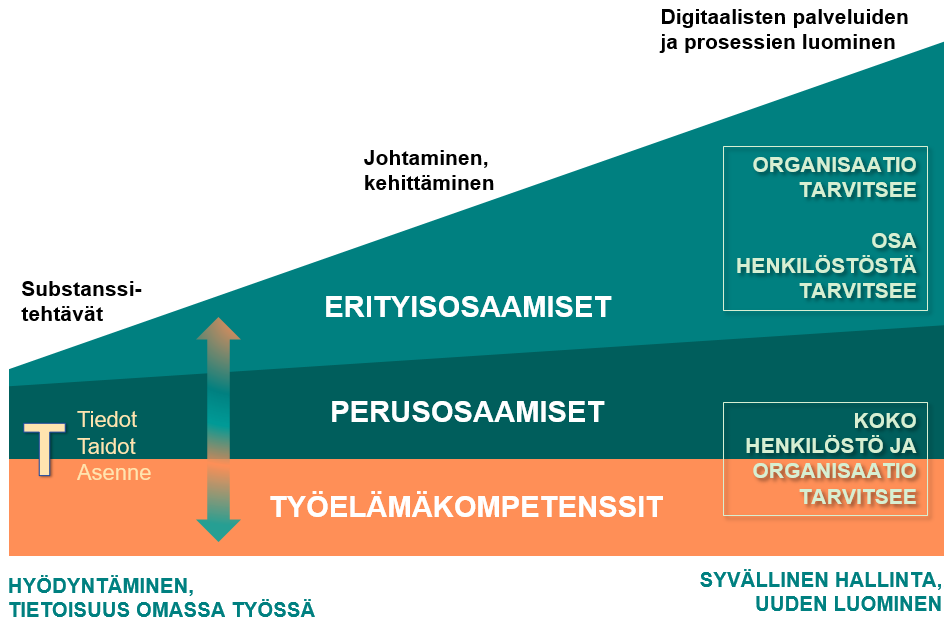 Digitaalisten palveluiden
ja prosessien luominen
Johtaminen,
kehittäminen
ORGANISAATIO
TARVITSEE
OSA
HENKILÖSTÖSTÄ
TARVITSEE
Substanssi-
tehtävät
ERITYISOSAAMISET
PERUSOSAAMISET
T
Tiedot
Taidot
Asenne
KOKO
HENKILÖSTÖ JA
ORGANISAATIO
TARVITSEE
TYÖELÄMÄKOMPETENSSIT
HYÖDYNTÄMINEN,
TIETOISUUS OMASSA TYÖSSÄ
SYVÄLLINEN HALLINTA,
UUDEN LUOMINEN